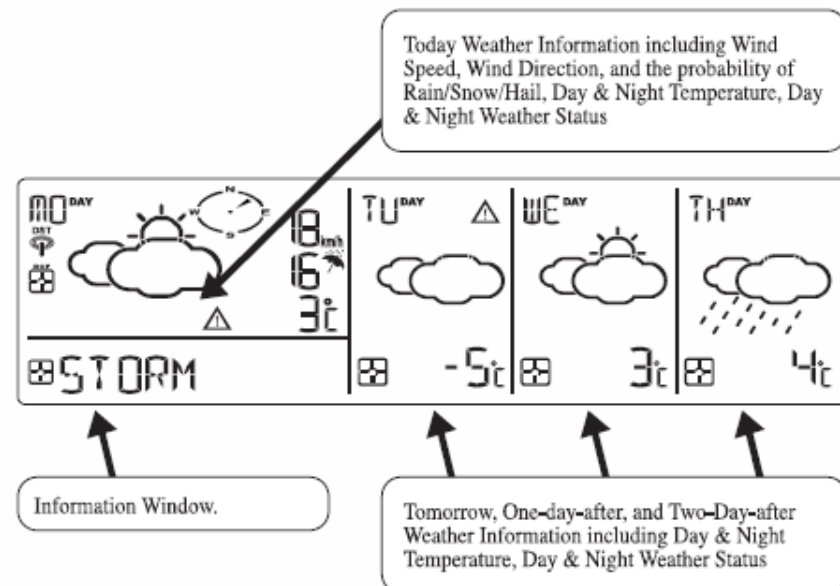 Today Weather Information including Wind
Speed, Wind Direction, and the probability of
Rain/Snow/Hail, Day & Night Temperature, Day
& Night Weather Status
MO DAY
N
W E
S
DST
18 km/h
16
3°C
STORM
TU DAY
-5°C
WE DAY
3°C
TH DAY
4°C
Information Window.
Tomorrow, One-day-after, and Two-Day-after
Weather Information including Day & Night
Temperature, Day & Night Weather Status